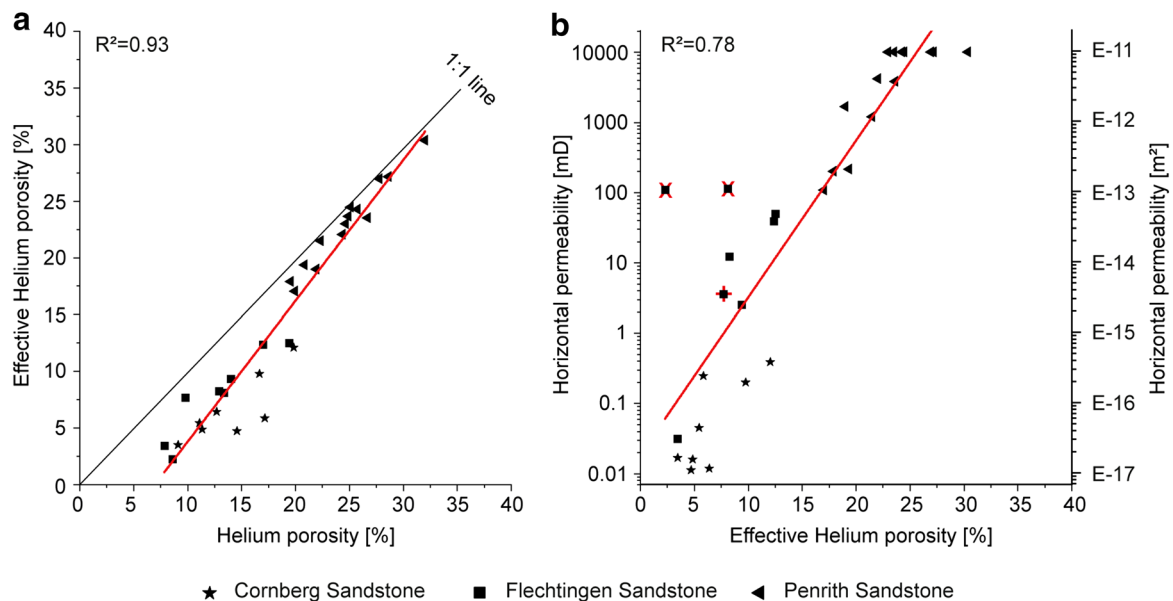 a
R²=0.93
1:1 line
Effective Helium porosity [%]
40
35
30
25
20
15
10
5
0
0 5 10 15 20 25 30 35 40
Helium porosity [%]
b
R²=0.78
Horizontal permeability [mD]
10000
1000
100
10
1
0.1
0.01
E-11
E-12
E-13
E-14
E-15
E-16
E-17
Horizontal permeability [m²]
0 5 10 15 20 25 30 35 40
Effective Helium porosity [%]
Cornberg Sandstone Flechtingen Sandstone Penrith Sandstone